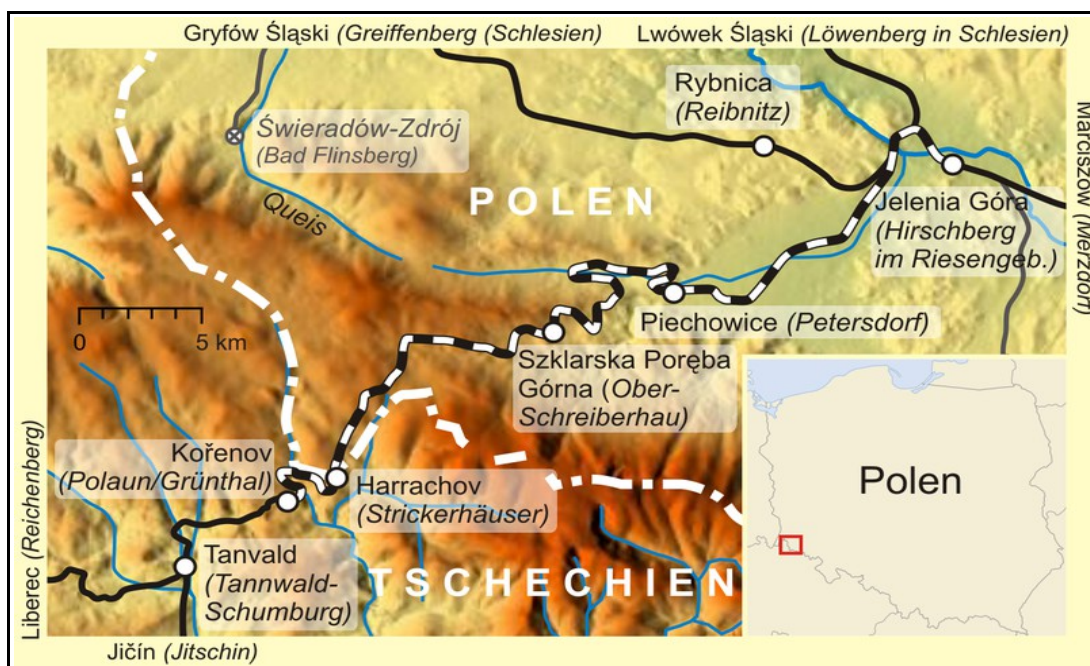 Gryfów Śląski (Greiffenberg (Schlesien)
Lwówek Śląski (Löwenberg in Schlesien)
Rybnica
(Reibnitz)
Marciszów (Merzdorf)
Świeradów-Zdrój
(Bad Flinsberg)
POLEN
Queis
Jelenia Góra
(Hirschberg
im Riesengeb.)
0 5 km
Piechowice (Petersdorf)
Szklarska Poręba
Górna (Ober-
Schreiberhau)
Kořenov
(Polaun/Grünthal)
Harrachov
(Strickerhäuser)
Polen
Liberec (Reichenberg)
Tanvald
(Tannwald-
Schumburg)
TSCHECHIEN
Jičín (Jitschin)